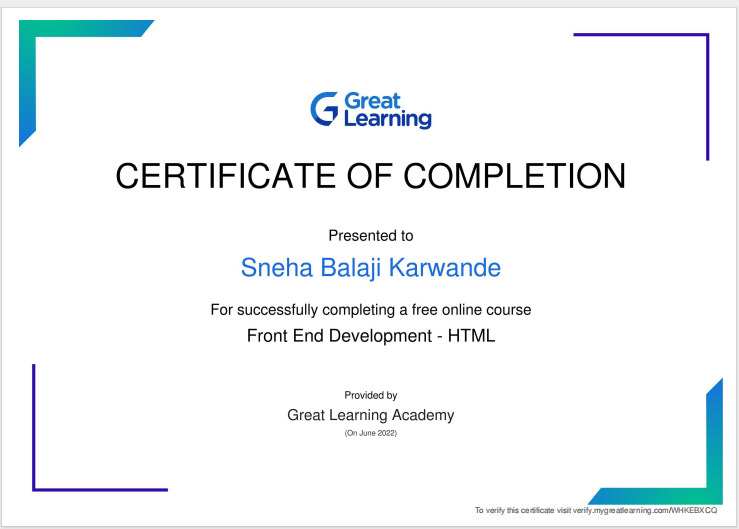 Great
Learning
CERTIFICATE OF COMPLETION
Presented to
Sneha Balaji Karwande
For successfully completing a free online course
Front End Development - HTML
Provided by
Great Learning Academy
(On June 2022)
To verify this certificate visit verify.mygreatlearning.com/WHKEBXCQ